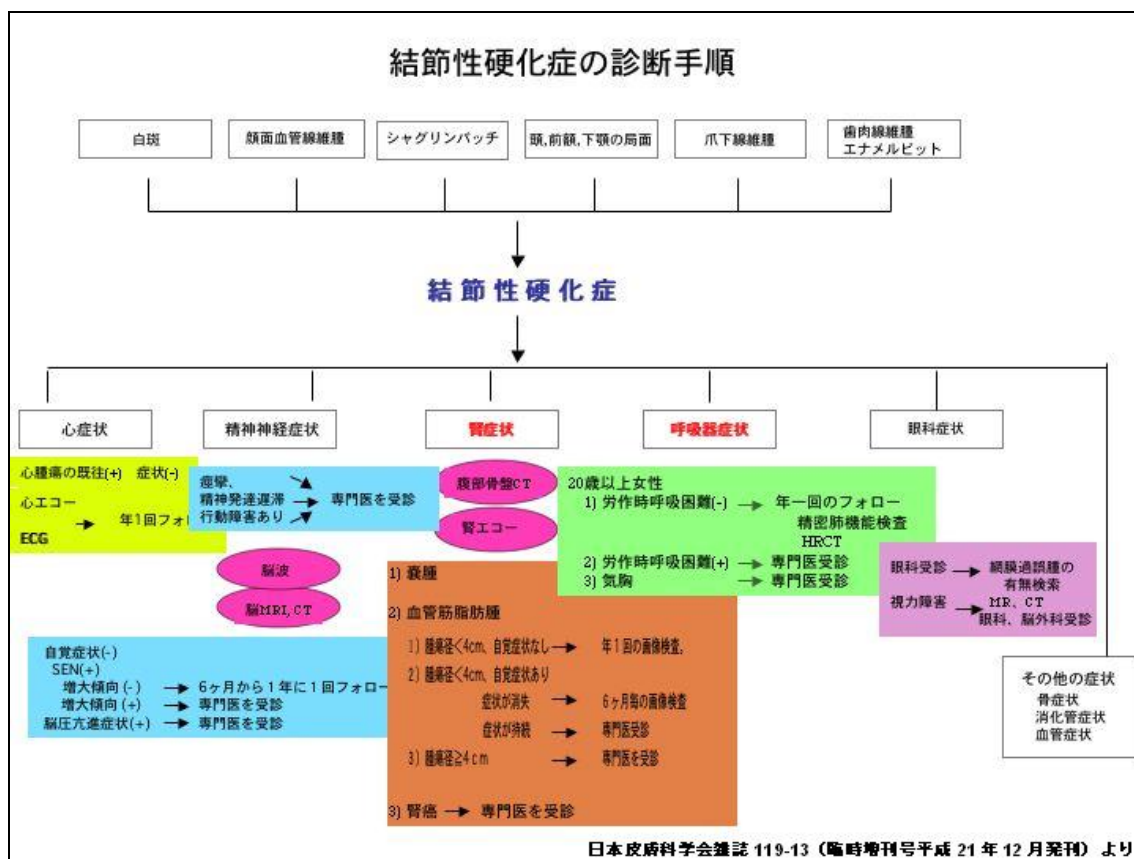 結節性硬化症の診断手順
白斑
顔面血管線維腫
シャグリンパッチ
頭,前額,下顎の局面
爪下線維腫
歯肉線維腫
エナメルピット
結節性硬化症
心症状
精神神経症状
腎症状
呼吸器症状
眼科症状
心腫瘍の既往(+) 症状(-)
心エコー
→ 年1回フォロ
ECG
痙攣、
精神発達遅滞 → 専門医を受診
行動障害あり
脳波
脳MRI,CT
自覚症状(-)
SEN(+)
増大傾向(-) → 6ヶ月から1年に1回フォロー
増大傾向(+) → 専門医を受診
脳圧亢進症状(+) → 専門医を受診
腹部骨盤CT
腎エコー
1) 嚢腫
2) 血管筋脂肪腫
1) 腫瘍径<4cm、自覚症状なし → 年1回の画像検査.
2) 腫瘍径<4cm、自覚症状あり
症状が消失 → 6ヶ月毎の画像検査
症状が持続 → 専門医受診
3) 腫瘍径≧4cm → 専門医を受診
3) 腎癌 → 専門医を受診
20歳以上女性
1) 労作時呼吸困難(-) → 年一回のフォロー
精密肺機能検査
HRCT
2) 労作時呼吸困難(+) → 専門医受診
3) 気胸 → 専門医受診
眼科受診 → 網膜過誤腫の
有無検索
視力障害 → MR、CT
眼科、脳外科受診
その他の症状
骨症状
消化管症状
血管症状
日本皮膚科学会雑誌 119-13（臨時増刊号平成 21 年 12 月発刊）より